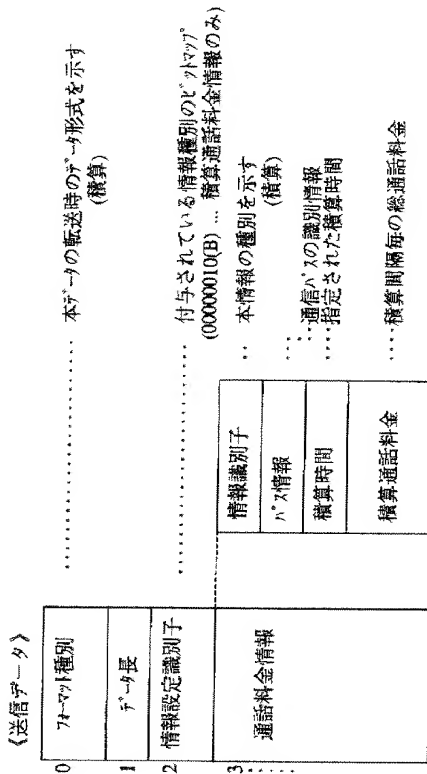 《送信データ》
0 フォーマット種別 ………………………… 本データの転送時のデータ形式を示す
(積算)
1 データ長
2 情報設定識別子 ………………………… 付与されている情報種別のビットマップ
(00000010(B) … 積算通話料金情報のみ)
3 通話料金情報
情報識別子 ‥ 本情報の種別を示す
(積算)
パス情報 ‥‥通信パスの識別情報
積算時間 ‥‥指定された積算時間
積算通話料金 ‥‥積算間隔毎の総通話料金